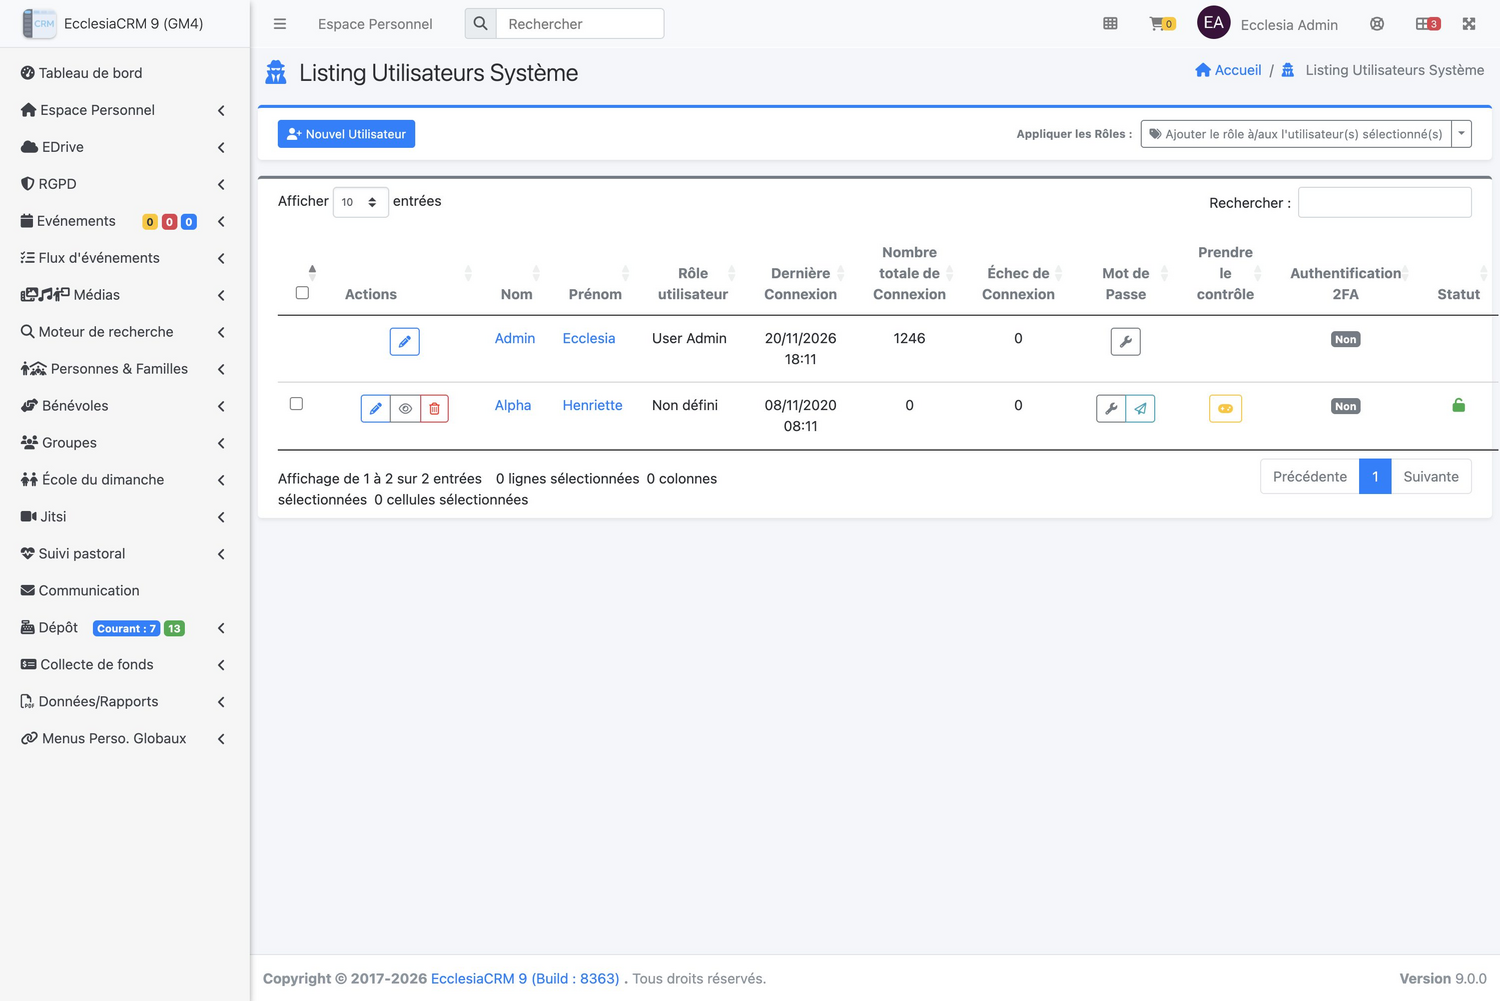 EcclesiaCRM 9 (GM4)
Espace Personnel
Rechercher
0
EA
Ecclesia Admin
3
Tableau de bord
Espace Personnel
EDrive
RGPD
Evénements 0 0 0
Flux d'événements
Médias
Moteur de recherche
Personnes & Familles
Bénévoles
Groupes
École du dimanche
Jitsi
Suivi pastoral
Communication
Dépôt Courant : 7 13
Collecte de fonds
Données/Rapports
Menus Perso. Globaux
Listing Utilisateurs Système
Accueil / Listing Utilisateurs Système
Nouvel Utilisateur
Appliquer les Rôles : Ajouter le rôle à/aux l'utilisateur(s) sélectionné(s)
Afficher 10 entrées
Rechercher :
Actions
Nom
Prénom
Rôle
utilisateur
Dernière
Connexion
Nombre
totale de
Connexion
Échec de
Connexion
Mot de
Passe
Prendre
le
contrôle
Authentification
2FA
Statut
Admin Ecclesia User Admin 20/11/2026 1246 0 Non
18:11
Alpha Henriette Non défini 08/11/2020 0 0 Non
08:11
Affichage de 1 à 2 sur 2 entrées 0 lignes sélectionnées 0 colonnes
sélectionnées 0 cellules sélectionnées
Précédente 1 Suivante
Copyright © 2017-2026 EcclesiaCRM 9 (Build : 8363) . Tous droits réservés.
Version 9.0.0